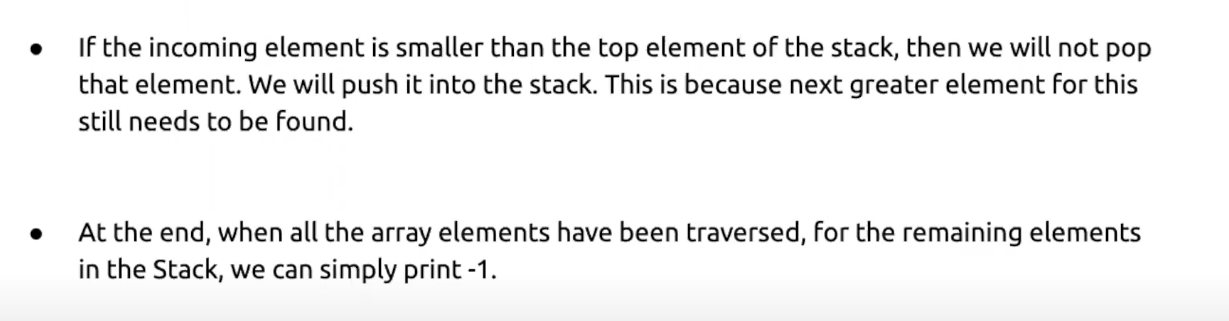 ● If the incoming element is smaller than the top element of the stack, then we will not pop
that element. We will push it into the stack. This is because next greater element for this
still needs to be found.
● At the end, when all the array elements have been traversed, for the remaining elements
in the Stack, we can simply print -1.